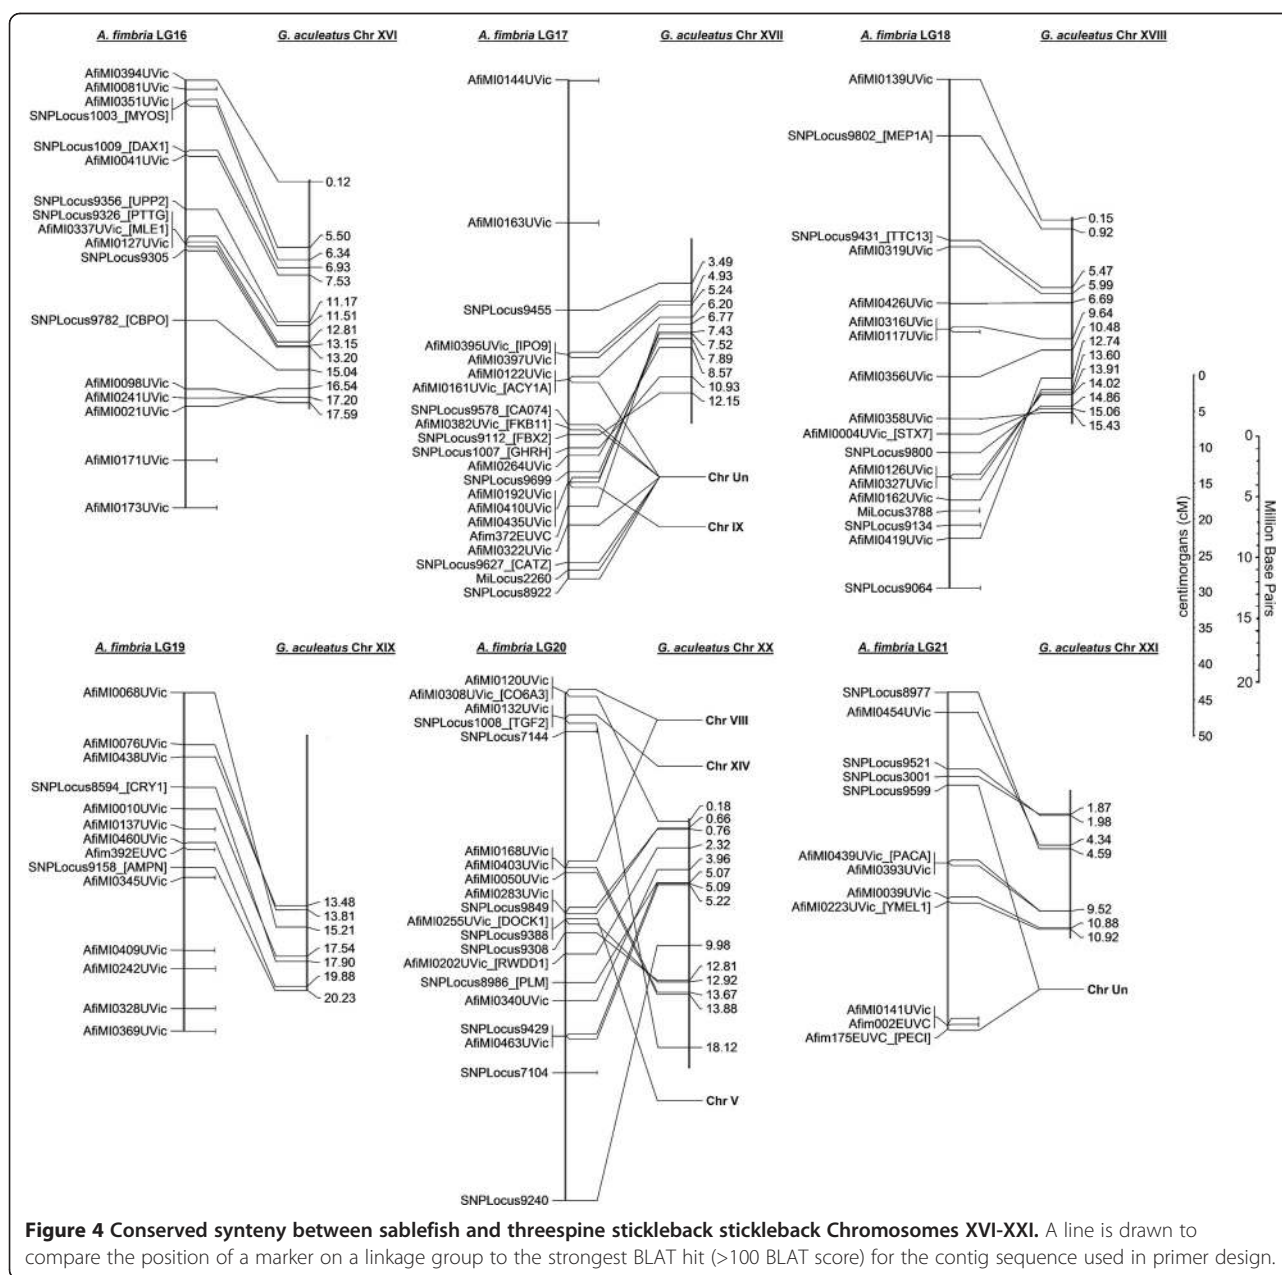 A. fimbria LG16
G. aculeatus Chr XVI
AfiMI0394UVic
AfiMI0081UVic
AfiMI0351UVic
SNPLocus1003_[MYOS]
SNPLocus1009_[DAX1]
AfiMI0041UVic
SNPLocus9356_[UPP2]
SNPLocus9326_[PTTG]
AfiMI0337UVic_[MLE1]
AfiMI0127UVic
SNPLocus9305
SNPLocus9782_[CBPO]
AfiMI0098UVic
AfiMI0241UVic
AfiMI0021UVic
AfiMI0171UVic
AfiMI0173UVic
0.12
5.50
6.34
6.93
7.53
11.17
11.51
12.81
13.15
13.20
15.04
16.54
17.20
17.59
A. fimbria LG17
G. aculeatus Chr XVII
AfiMI0144UVic
AfiMI0163UVic
SNPLocus9455
AfiMI0395UVic_[IPO9]
AfiMI0397UVic
AfiMI0122UVic
AfiMI0161UVic_[ACY1A]
SNPLocus9578_[CA074]
AfiMI0382UVic_[FKB11]
SNPLocus9112_[FBX2]
SNPLocus1007_[GHRH]
AfiMI0264UVic
SNPLocus9699
AfiMI0192UVic
AfiMI0410UVic
AfiMI0435UVic
Afim372EUVC
AfiMI0322UVic
SNPLocus9627_[CATZ]
MiLocus2260
SNPLocus8922
3.49
4.93
5.24
6.20
6.77
7.43
7.52
7.89
8.57
10.93
12.15
Chr Un
Chr IX
A. fimbria LG18
G. aculeatus Chr XVIII
AfiMI0139UVic
SNPLocus9802_[MEP1A]
SNPLocus9431_[TTC13]
AfiMI0319UVic
AfiMI0426UVic
AfiMI0316UVic
AfiMI0117UVic
AfiMI0356UVic
AfiMI0358UVic
AfiMI0004UVic_[STX7]
SNPLocus9800
AfiMI0126UVic
AfiMI0327UVic
AfiMI0162UVic
MiLocus3788
SNPLocus9134
AfiMI0419UVic
SNPLocus9064
0.15
0.92
5.47
5.99
6.69
9.64
10.48
12.74
13.60
13.91
14.02
14.86
15.06
15.43
centimorgans (cM)
0
5
10
15
20
25
30
35
40
45
50
Million Base Pairs
0
5
10
15
20
A. fimbria LG19
G. aculeatus Chr XIX
AfiMI0068UVic
AfiMI0076UVic
AfiMI0438UVic
SNPLocus8594_[CRY1]
AfiMI0010UVic
AfiMI0137UVic
AfiMI0460UVic
Afim392EUVC
SNPLocus9158_[AMPN]
AfiMI0345UVic
AfiMI0409UVic
AfiMI0242UVic
AfiMI0328UVic
AfiMI0369UVic
13.48
13.81
15.21
17.54
17.90
19.88
20.23
A. fimbria LG20
G. aculeatus Chr XX
AfiMI0120UVic
AfiMI0308UVic_[CO6A3]
AfiMI0132UVic
SNPLocus1008_[TGF2]
SNPLocus7144
AfiMI0168UVic
AfiMI0403UVic
AfiMI0050UVic
AfiMI0283UVic
SNPLocus9849
AfiMI0255UVic_[DOCK1]
SNPLocus9388
SNPLocus9308
AfiMI0202UVic_[RWDD1]
SNPLocus8986_[PLM]
AfiMI0340UVic
SNPLocus9429
AfiMI0463UVic
SNPLocus7104
SNPLocus9240
Chr VIII
Chr XIV
0.18
0.66
0.76
2.32
3.96
5.07
5.09
5.22
9.98
12.81
12.92
13.67
13.88
18.12
Chr V
A. fimbria LG21
G. aculeatus Chr XXI
SNPLocus8977
AfiMI0454UVic
SNPLocus9521
SNPLocus3001
SNPLocus9599
AfiMI0439UVic_[PACA]
AfiMI0393UVic
AfiMI0039UVic
AfiMI0223UVic_[YMEL1]
AfiMI0141UVic
Afim002EUVC
Afim175EUVC_[PECI]
1.87
1.98
4.34
4.59
9.52
10.88
10.92
Chr Un
Figure 4 Conserved synteny between sablefish and threespine stickleback stickleback Chromosomes XVI-XXI. A line is drawn to
compare the position of a marker on a linkage group to the strongest BLAT hit (>100 BLAT score) for the contig sequence used in primer design.